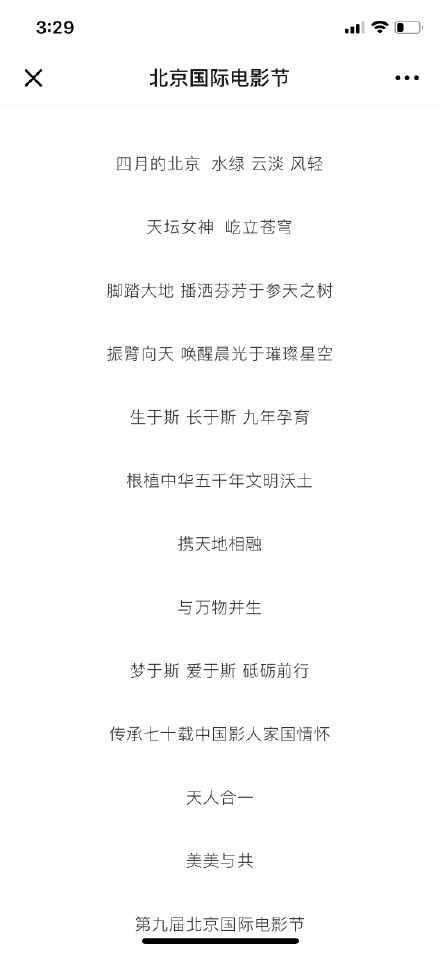 3:29
北京国际电影节
四月的北京 水绿 云淡 风轻
天坛女神 屹立苍穹
脚踏大地 播洒芬芳于参天之树
振臂向天 唤醒晨光于璀璨星空
生于斯 长于斯 九年孕育
根植中华五千年文明沃土
携天地相融
与万物并生
梦于斯 爱于斯 砥砺前行
传承七十载中国影人家国情怀
天人合一
美美与共
第九届北京国际电影节